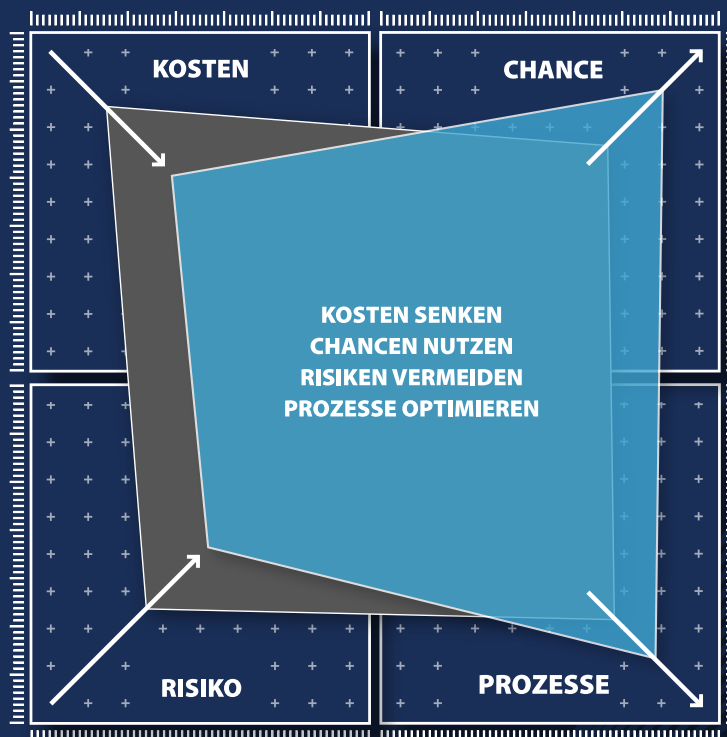 KOSTEN
CHANCE
KOSTEN SENKEN
CHANCEN NUTZEN
RISIKEN VERMEIDEN
PROZESSE OPTIMIEREN
RISIKO
PROZESSE